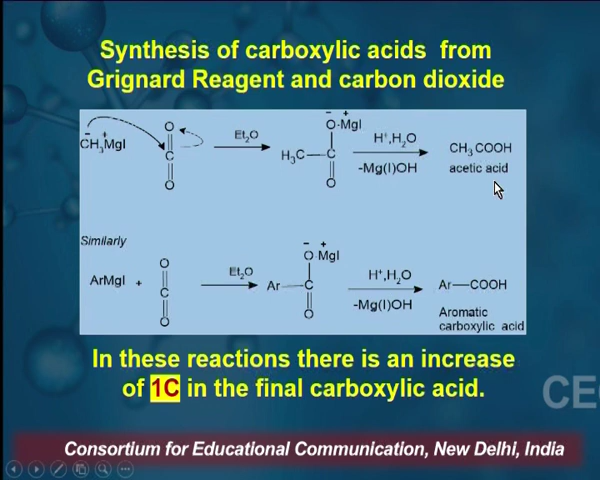 Synthesis of carboxylic acids from
Grignard Reagent and carbon dioxide
O O-MgI
CH3MgI C Et2O H3C—C H+,H2O CH3COOH
O O -Mg(I)OH acetic acid
Similarly
O O MgI
ArMgI + C Et2O Ar—C H+,H2O Ar—COOH
O O -Mg(I)OH Aromatic
carboxylic acid
In these reactions there is an increase
of 1C in the final carboxylic acid.
CE
Consortium for Educational Communication, New Delhi, India